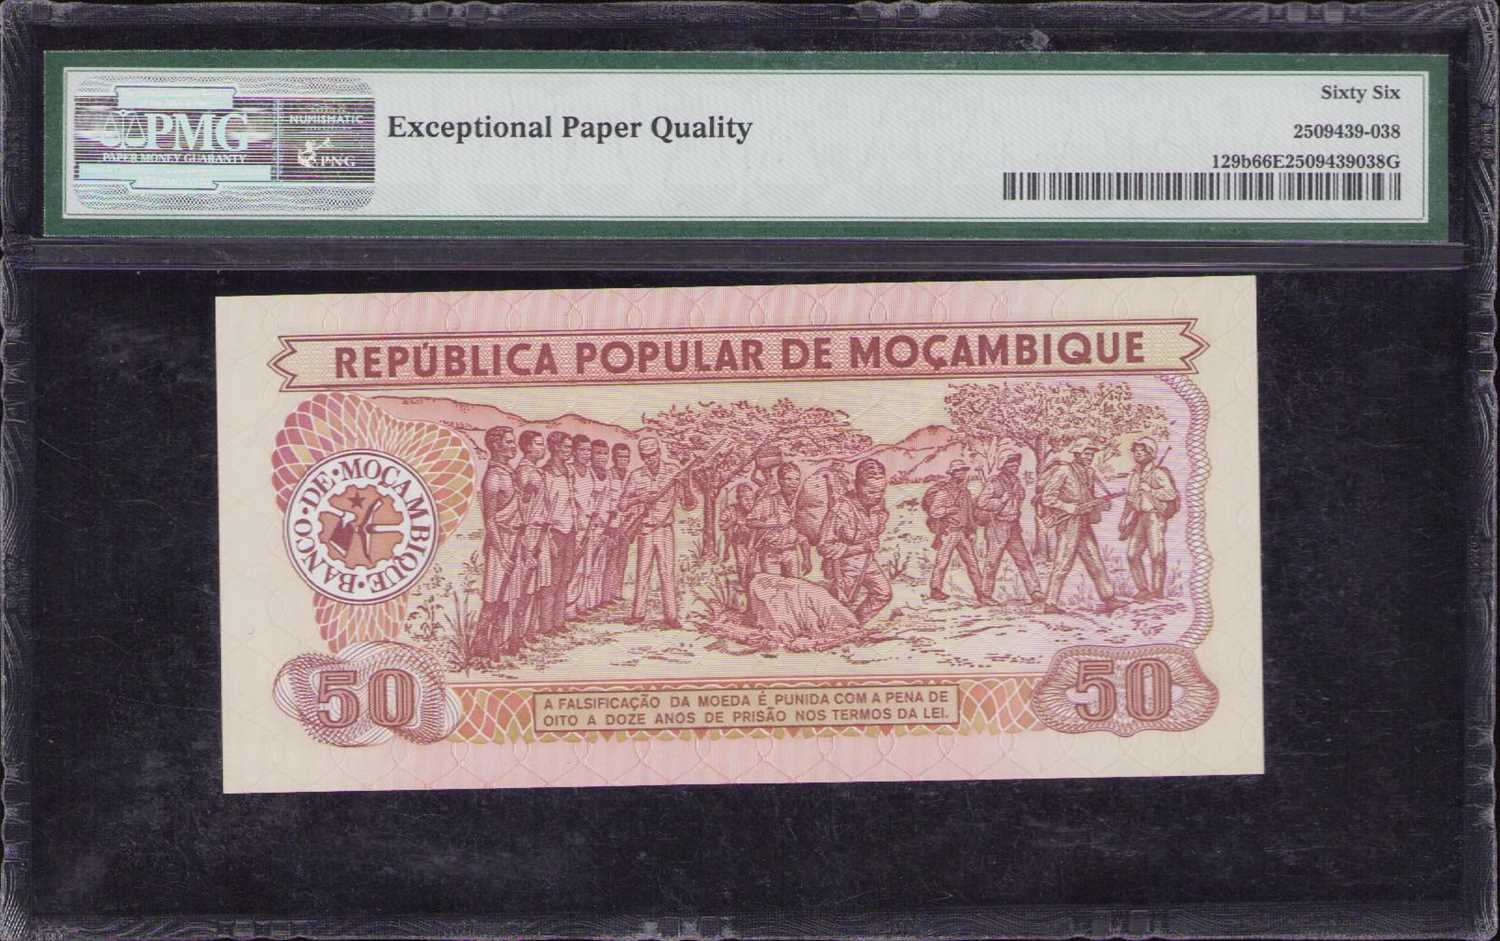 PMG
PAPER MONEY GUARANTY
NUMISMATIC
PNG
Exceptional Paper Quality
Sixty Six
2509439-038
129b66E2509439038G
REPÚBLICA POPULAR DE MOÇAMBIQUE
BANCO·DE·MOÇAMBIQUE·
50
50
A FALSIFICAÇÃO DA MOEDA É PUNIDA COM A PENA DE
OITO A DOZE ANOS DE PRISÃO NOS TERMOS DA LEI.